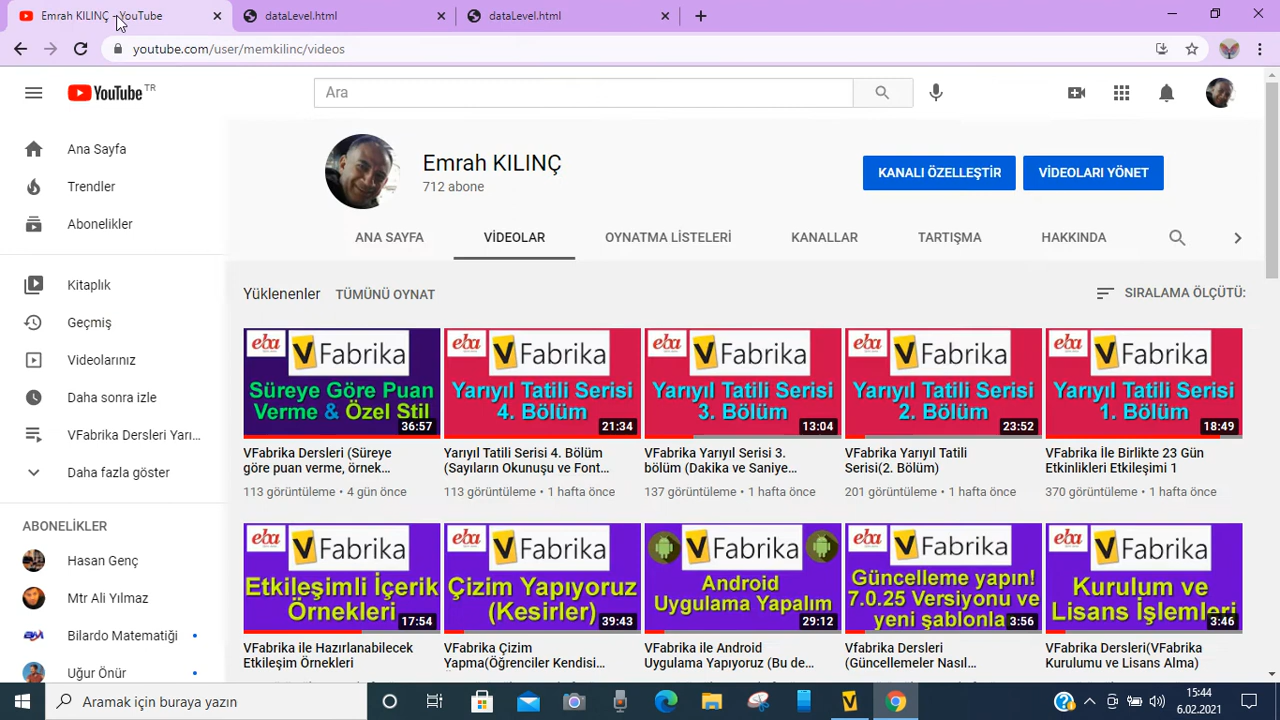 Emrah KILINÇ - YouTube
dataLevel.html
dataLevel.html
youtube.com/user/memkilinc/videos
YouTube TR
Ara
Ana Sayfa
Trendler
Abonelikler
Kitaplık
Geçmiş
Videolarınız
Daha sonra izle
VFabrika Dersleri Yarı...
Daha fazla göster
ABONELİKLER
Hasan Genç
Mtr Ali Yılmaz
Bilardo Matematiği
Uğur Önür
Emrah KILINÇ
712 abone
KANALI ÖZELLEŞTİR
VİDEOLARI YÖNET
ANA SAYFA
VİDEOLAR
OYNATMA LİSTELERİ
KANALLAR
TARTIŞMA
HAKKINDA
Yüklenenler
TÜMÜNÜ OYNAT
SIRALAMA ÖLÇÜTÜ:
eba
V Fabrika
Süreye Göre Puan
Verme & Özel Stil
36:57
VFabrika Dersleri (Süreye
göre puan verme, örnek...
113 görüntüleme • 4 gün önce
eba
V Fabrika
Yarıyıl Tatili Serisi
4. Bölüm
21:34
Yarıyıl Tatili Serisi 4. Bölüm
(Sayıların Okunuşu ve Font...
113 görüntüleme • 1 hafta önce
eba
V Fabrika
Yarıyıl Tatili Serisi
3. Bölüm
13:04
VFabrika Yarıyıl Serisi 3.
bölüm (Dakika ve Saniye...
137 görüntüleme • 1 hafta önce
eba
V Fabrika
Yarıyıl Tatili Serisi
2. Bölüm
23:52
VFabrika Yarıyıl Tatili
Serisi(2. Bölüm)
201 görüntüleme • 1 hafta önce
eba
V Fabrika
Yarıyıl Tatili Serisi
1. Bölüm
18:49
VFabrika İle Birlikte 23 Gün
Etkinlikleri Etkileşimi 1
370 görüntüleme • 1 hafta önce
eba
V Fabrika
Etkileşimli İçerik
Örnekleri
17:54
VFabrika ile Hazırlanabilecek
Etkileşim Örnekleri
eba
V Fabrika
Çizim Yapıyoruz
(Kesirler)
39:43
VFabrika Çizim
Yapma(Öğrenciler Kendisi...
V Fabrika
Android
Uygulama Yapalım
29:12
VFabrika ile Android
Uygulama Yapıyoruz (Bu de...
eba
V Fabrika
Güncelleme yapın!
7.0.25 Versiyonu ve
yeni şablonla
3:56
Vfabrika Dersleri
(Güncellemeler Nasıl...
eba
V Fabrika
Kurulum ve
Lisans İşlemleri
3:46
VFabrika Dersleri(VFabrika
Kurulumu ve Lisans Alma)
Aramak için buraya yazın
15:44
6.02.2021